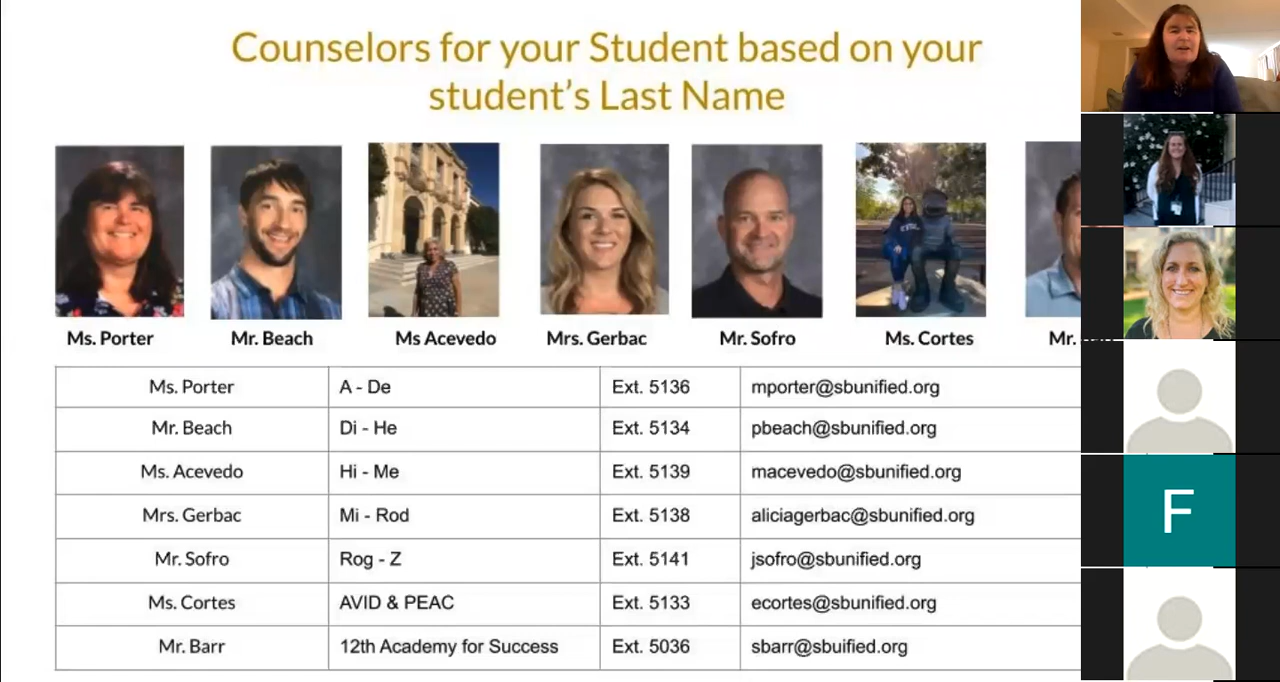 Counselors for your Student based on your
student's Last Name
Ms. Porter
Mr. Beach
Ms Acevedo
Mrs. Gerbac
Mr. Sofro
Ms. Cortes
Mr.
Ms. Porter A - De Ext. 5136 mporter@sbunified.org
Mr. Beach Di - He Ext. 5134 pbeach@sbunified.org
Ms. Acevedo Hi - Me Ext. 5139 macevedo@sbunified.org
Mrs. Gerbac Mi - Rod Ext. 5138 aliciagerbac@sbunified.org
Mr. Sofro Rog - Z Ext. 5141 jsofro@sbunified.org
Ms. Cortes AVID & PEAC Ext. 5133 ecortes@sbunified.org
Mr. Barr 12th Academy for Success Ext. 5036 sbarr@sbuified.org
F